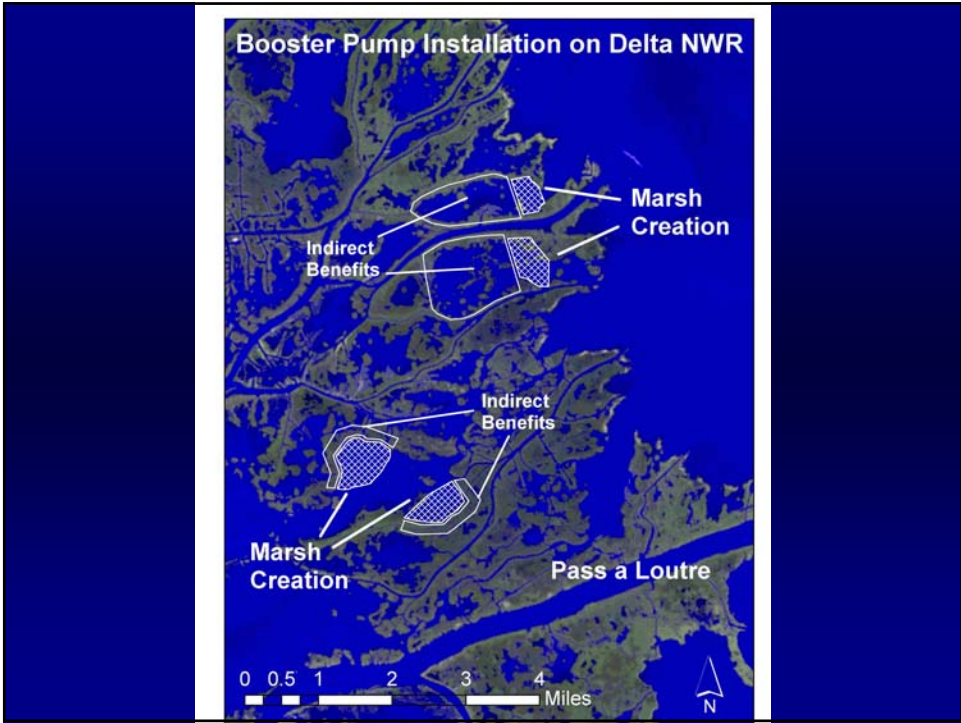 Booster Pump Installation on Delta NWR
Marsh
Creation
Indirect
Benefits
Indirect
Benefits
Marsh
Creation
Pass a Loutre
0 0.5 1 2 3 4
Miles
N